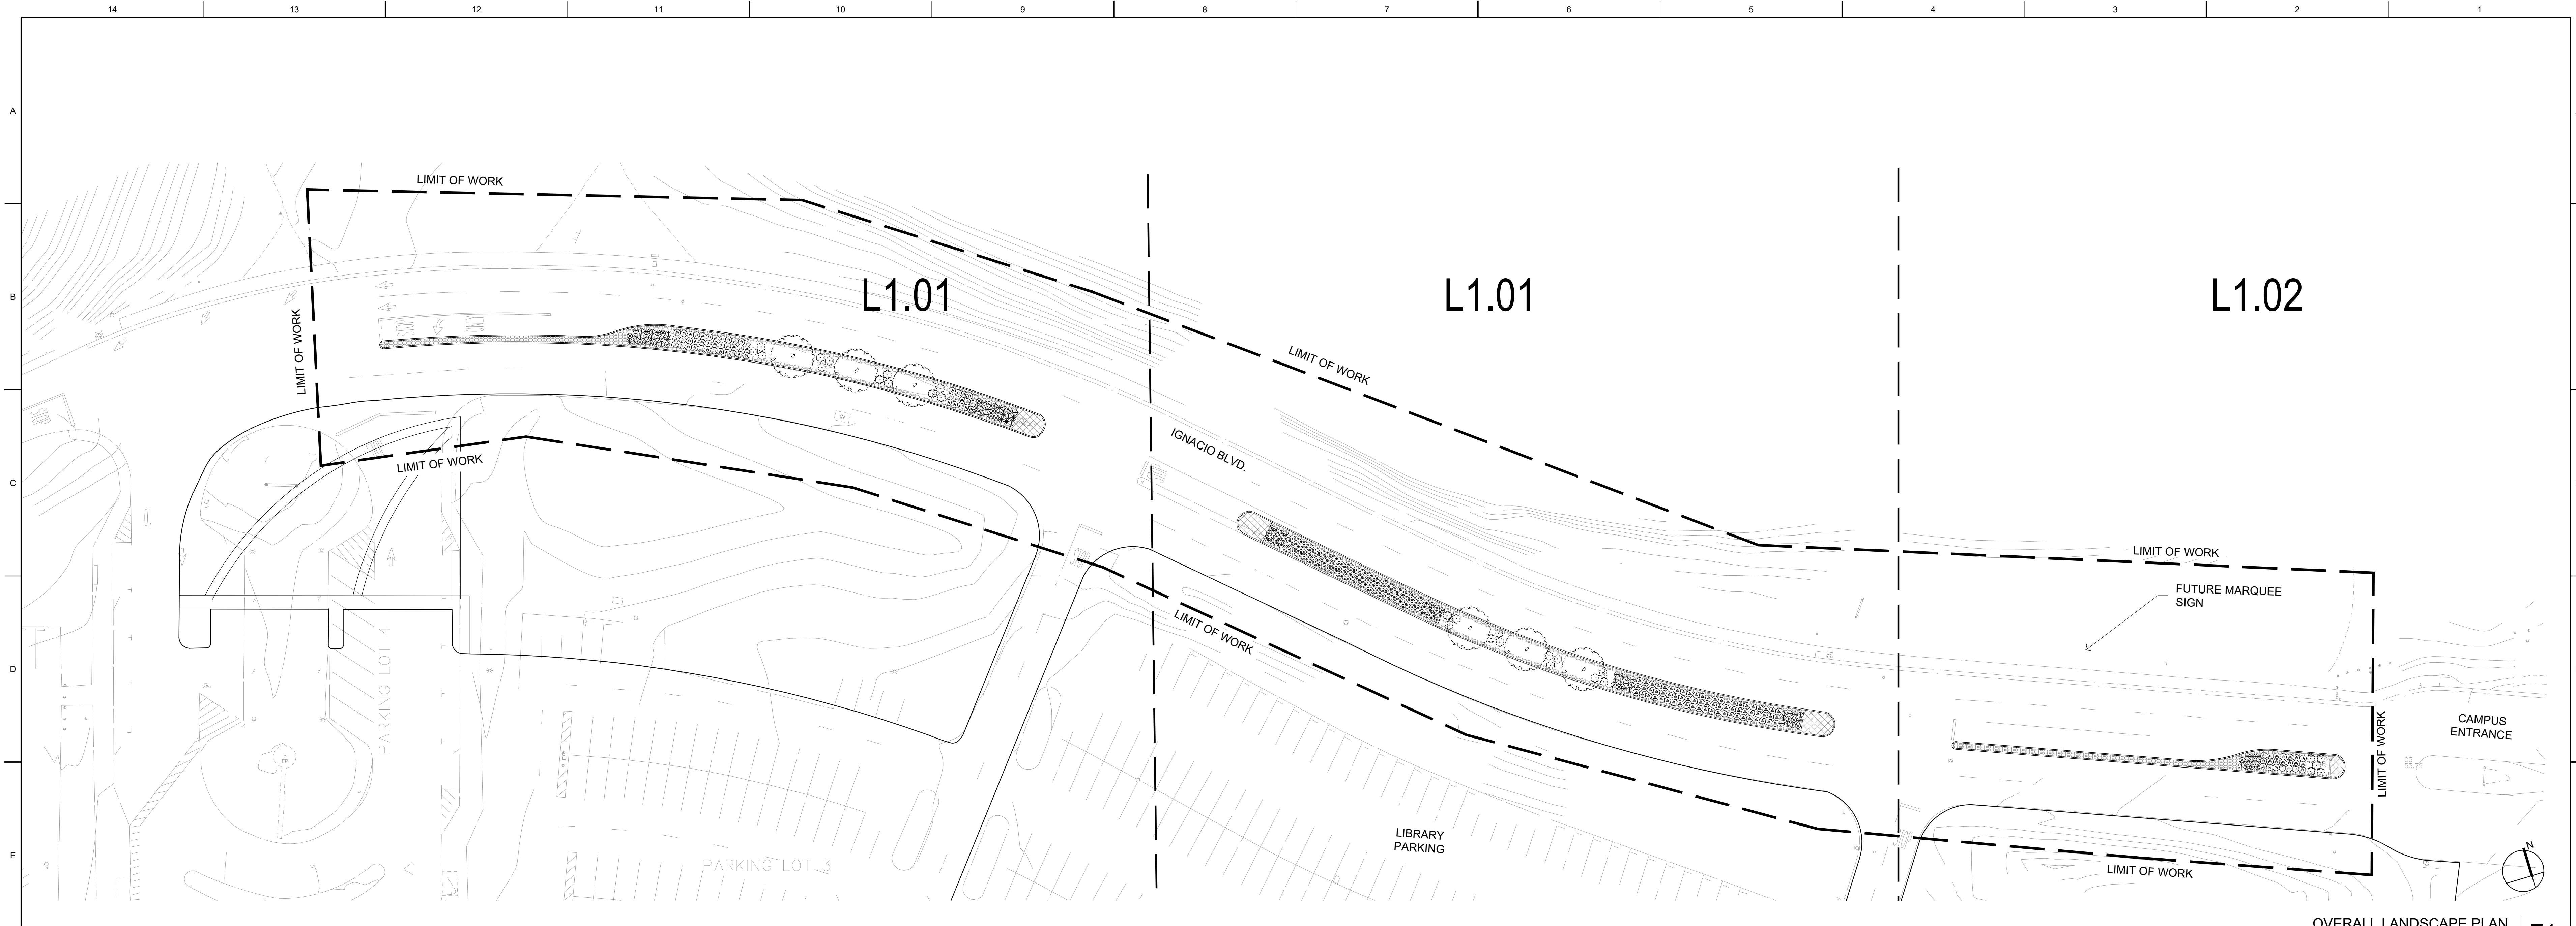 14 13 12 11 10 9 8 7 6 5 4 3 2 1
A
LIMIT OF WORK
B
L1.01
L1.01
L1.02
LIMIT OF WORK
STOP
ONLY
LIMIT OF WORK
C
LIMIT OF WORK
IGNACIO BLVD.
LIMIT OF WORK
FUTURE MARQUEE
SIGN
LIMIT OF WORK
D
PARKING LOT 4
CAMPUS
ENTRANCE
LIMIT OF WORK
E
LIBRARY
PARKING
PARKING LOT 3
LIMIT OF WORK
N
OVERALL LANDSCAPE PLAN